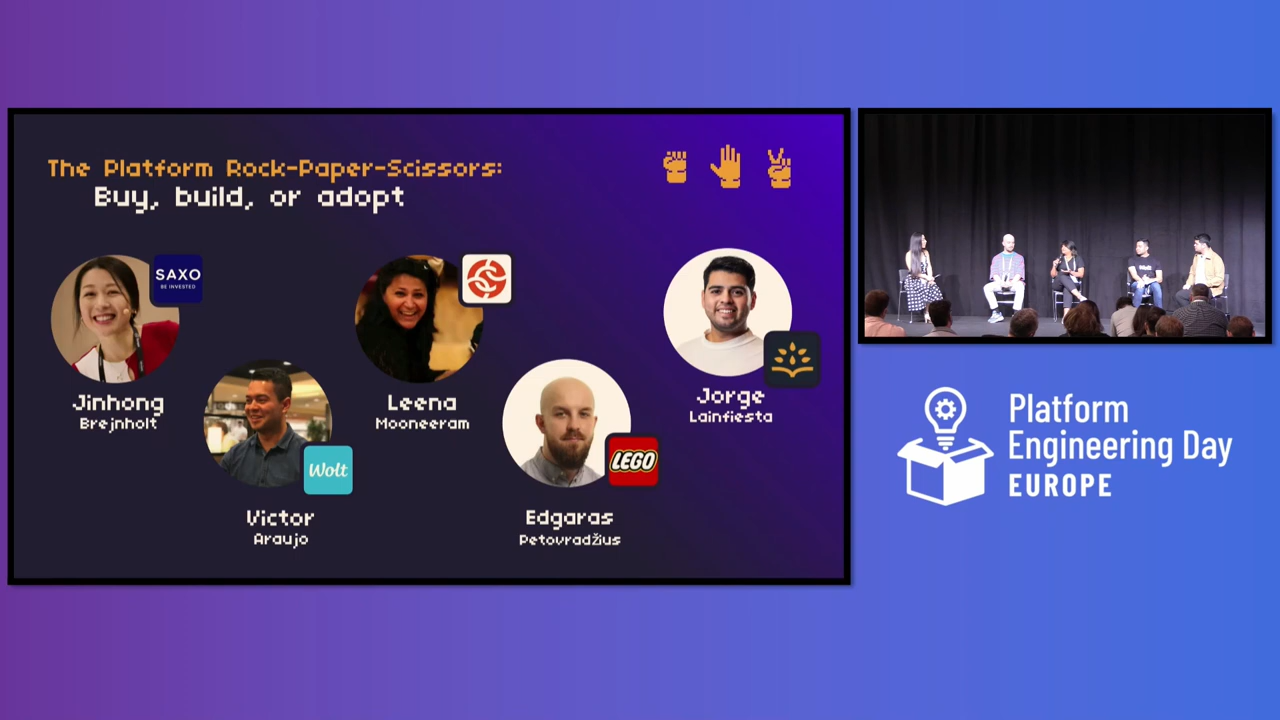 The Platform Rock-Paper-Scissors:
Buy, build, or adopt
SAXO
BE INVESTED
Jinhong
Brejnholt
Leena
Mooneeram
Jorge
Lainfiesta
Wolt
LEGO
Victor
Araujo
Edgaras
Petovradžius
Platform
Engineering Day
EUROPE